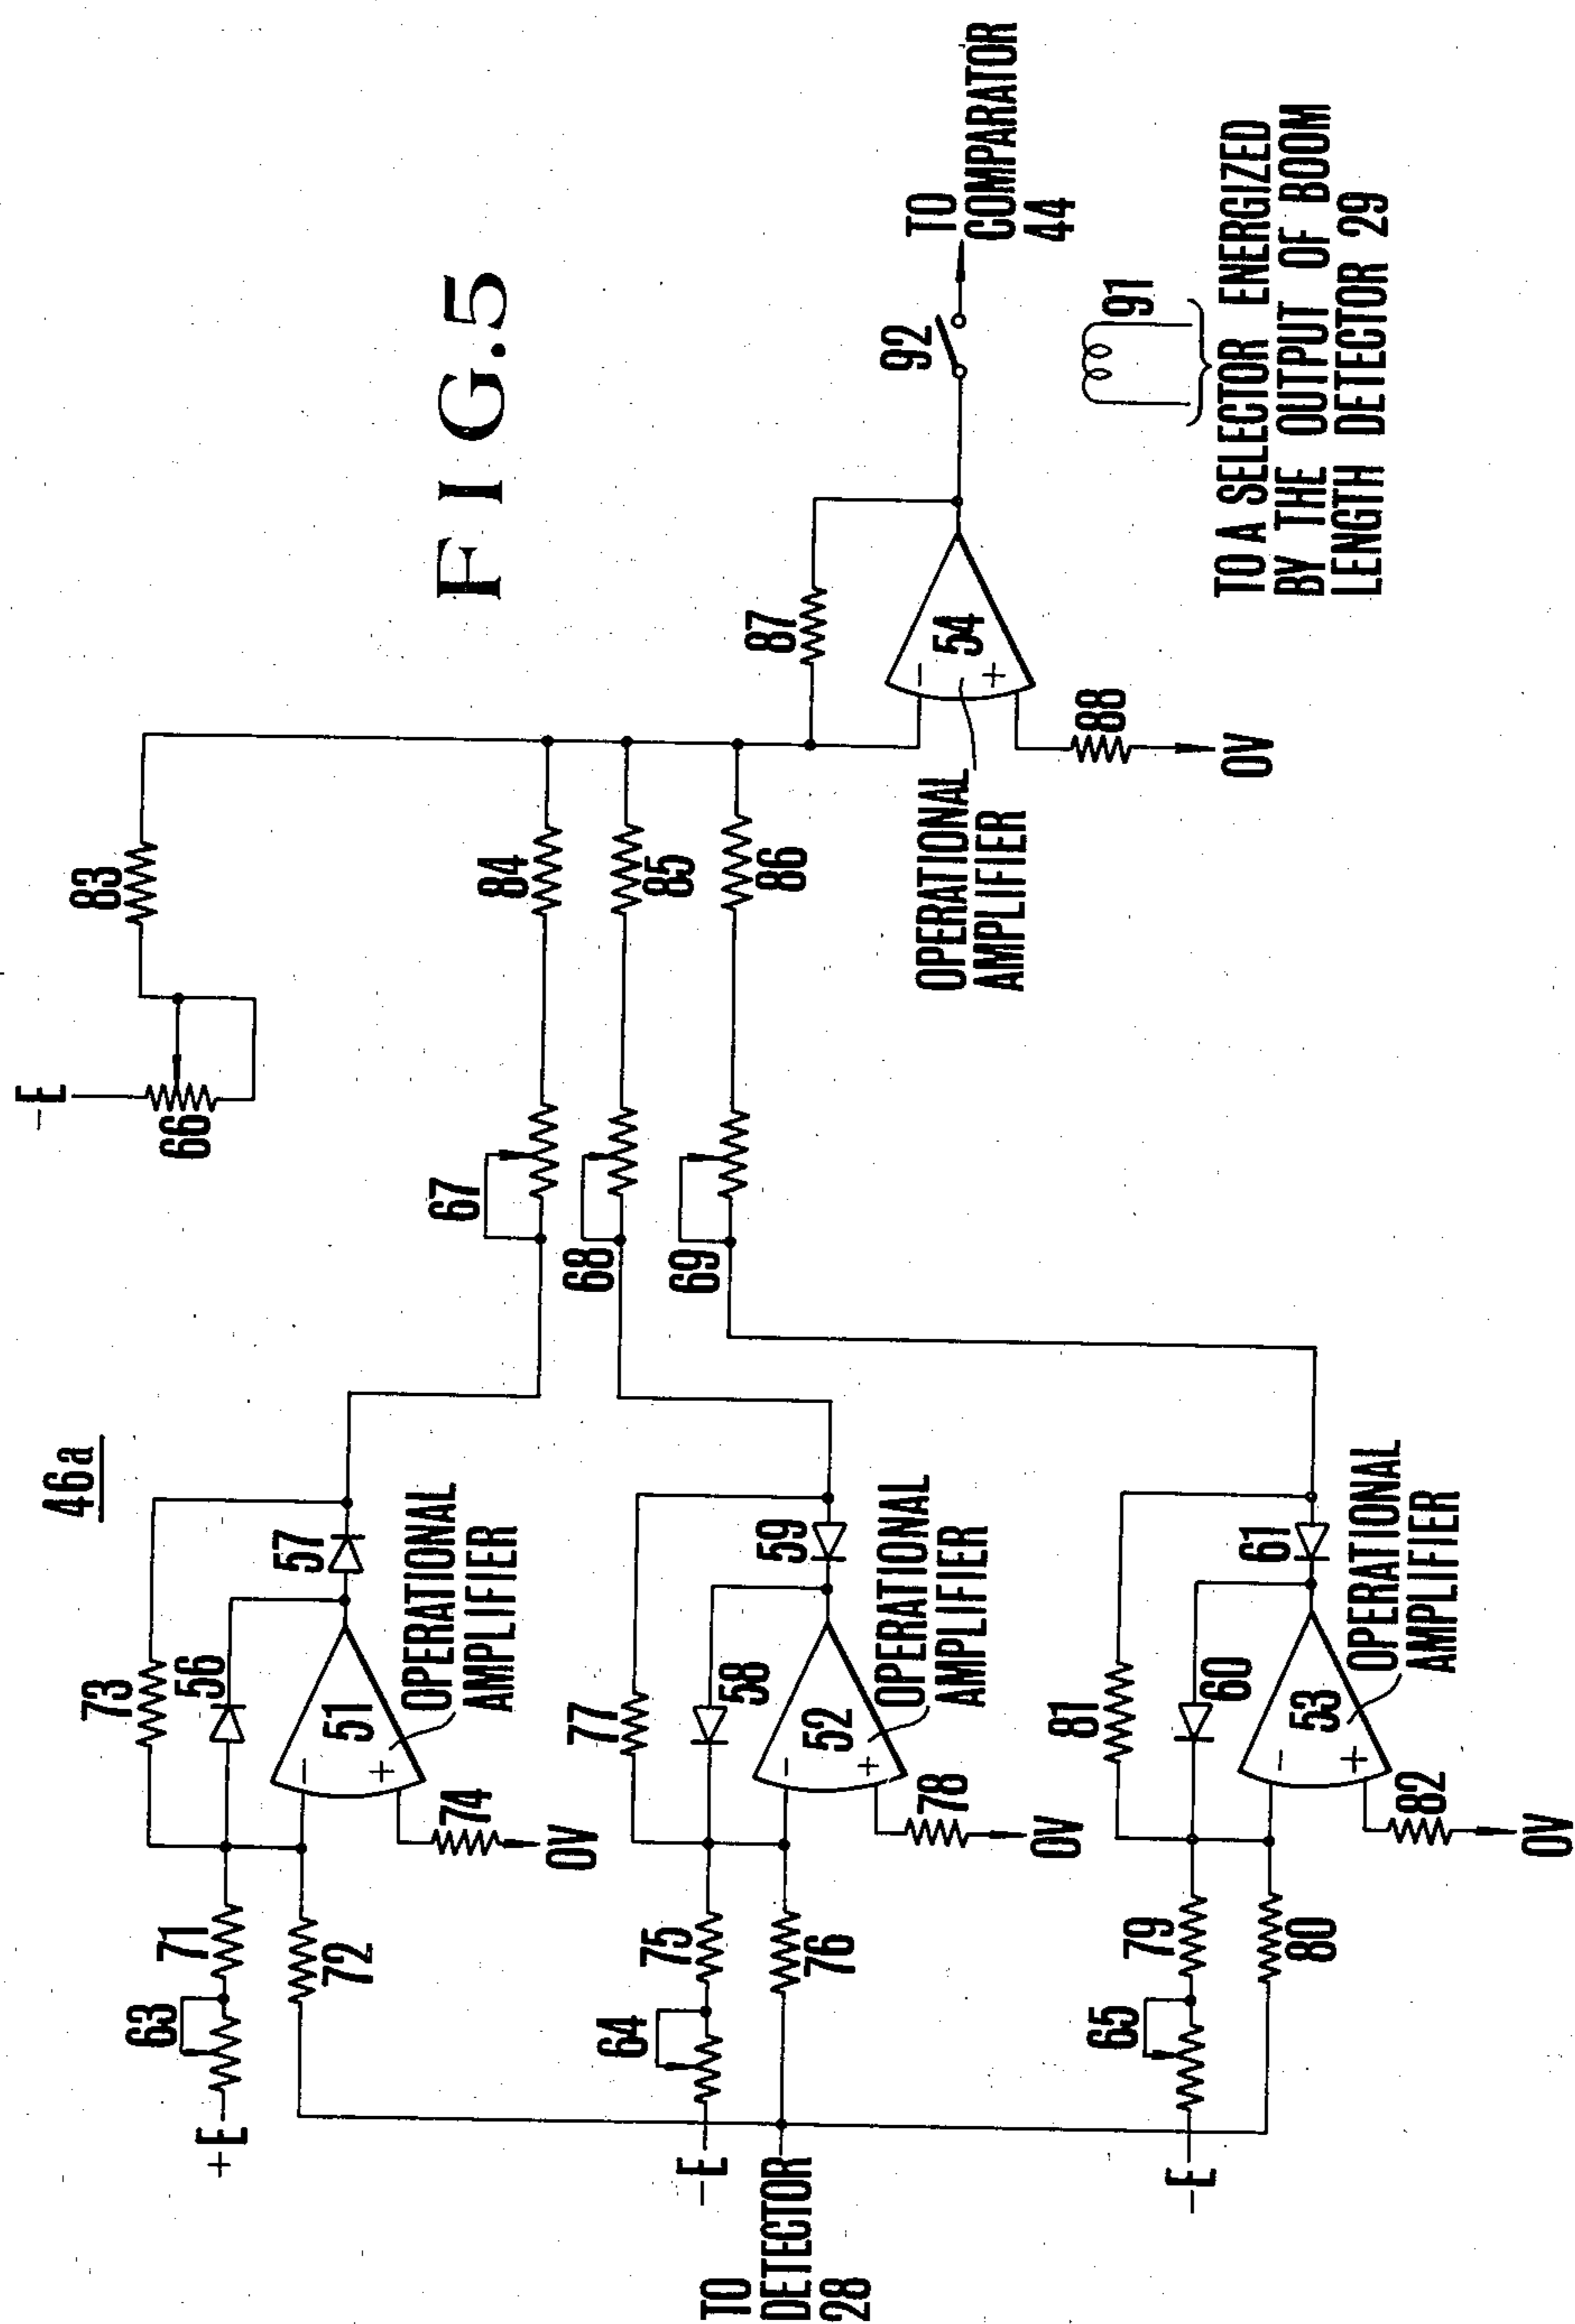 FIG.5
46a
-E
66
83
67
84
68
85
69
86
87
54
OPERATIONAL
AMPLIFIER
88
0V
92
TO
COMPARATOR
44
91
TO A SELECTOR ENERGIZED
BY THE OUTPUT OF BOOM
LENGTH DETECTOR 29
+E
63
71
72
73
56
57
51
OPERATIONAL
AMPLIFIER
74
0V
-E
64
75
76
77
58
59
52
OPERATIONAL
AMPLIFIER
78
0V
TO
DETECTOR
28
-E
65
79
80
81
60
61
53
OPERATIONAL
AMPLIFIER
82
0V